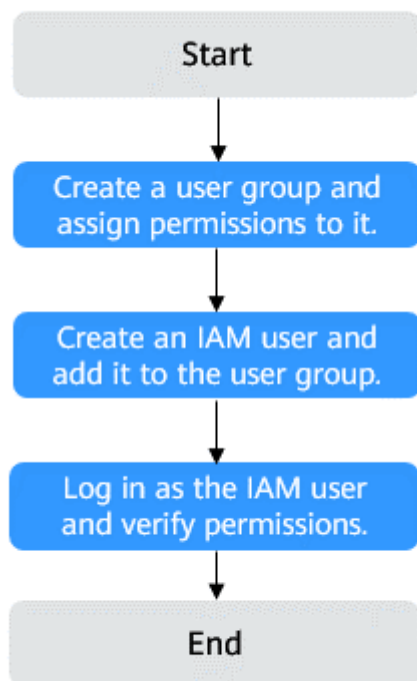 Start
Create a user group and
assign permissions to it.
Create an IAM user and
add it to the user group.
Log in as the IAM user
and verify permissions.
End